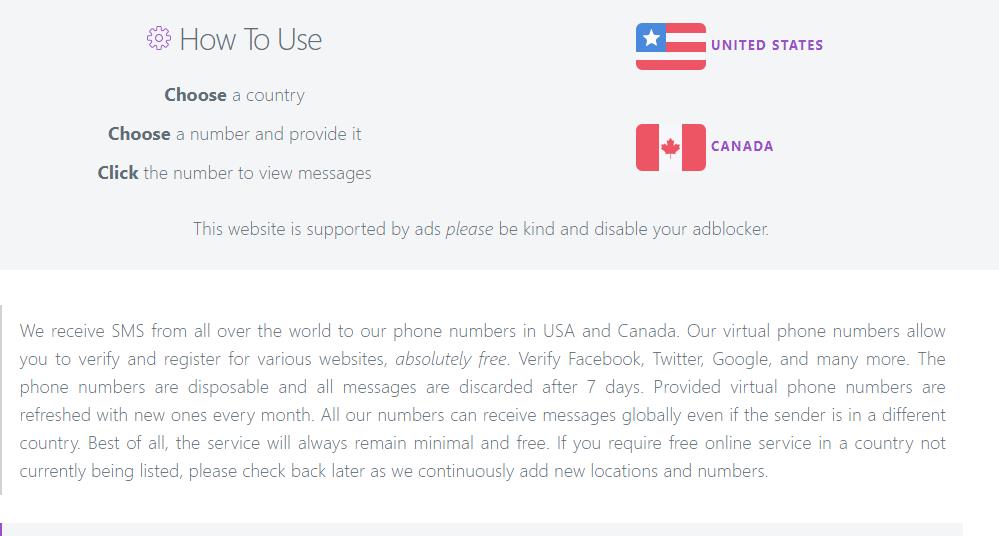 How To Use
Choose a country
Choose a number and provide it
Click the number to view messages
UNITED STATES
CANADA
This website is supported by ads please be kind and disable your adblocker.
We receive SMS from all over the world to our phone numbers in USA and Canada. Our virtual phone numbers allow
you to verify and register for various websites, absolutely free. Verify Facebook, Twitter, Google, and many more. The
phone numbers are disposable and all messages are discarded after 7 days. Provided virtual phone numbers are
refreshed with new ones every month. All our numbers can receive messages globally even if the sender is in a different
country. Best of all, the service will always remain minimal and free. If you require free online service in a country not
currently being listed, please check back later as we continuously add new locations and numbers.